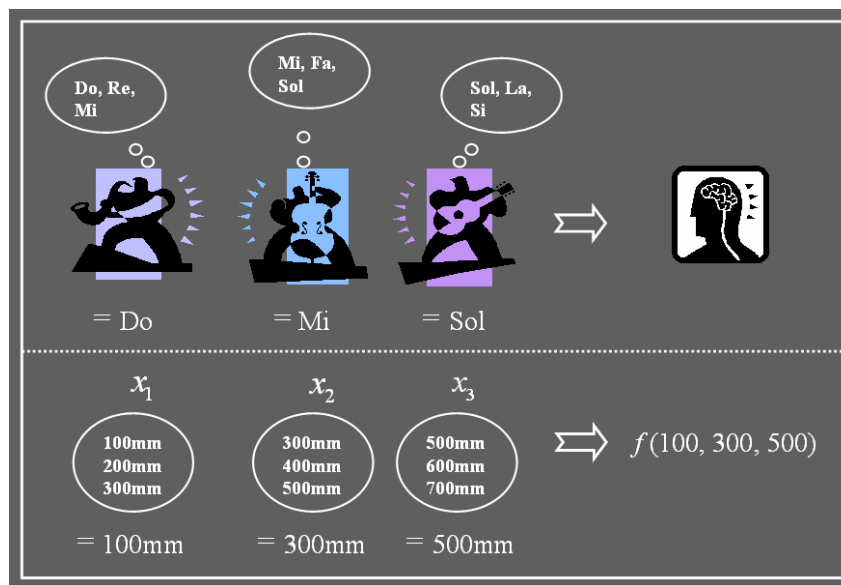 Do, Re,
Mi
Mi, Fa,
Sol
Sol, La,
Si
= Do
= Mi
= Sol
x₁
x₂
x₃
100mm
200mm
300mm
300mm
400mm
500mm
500mm
600mm
700mm
f (100, 300, 500)
= 100mm
= 300mm
= 500mm